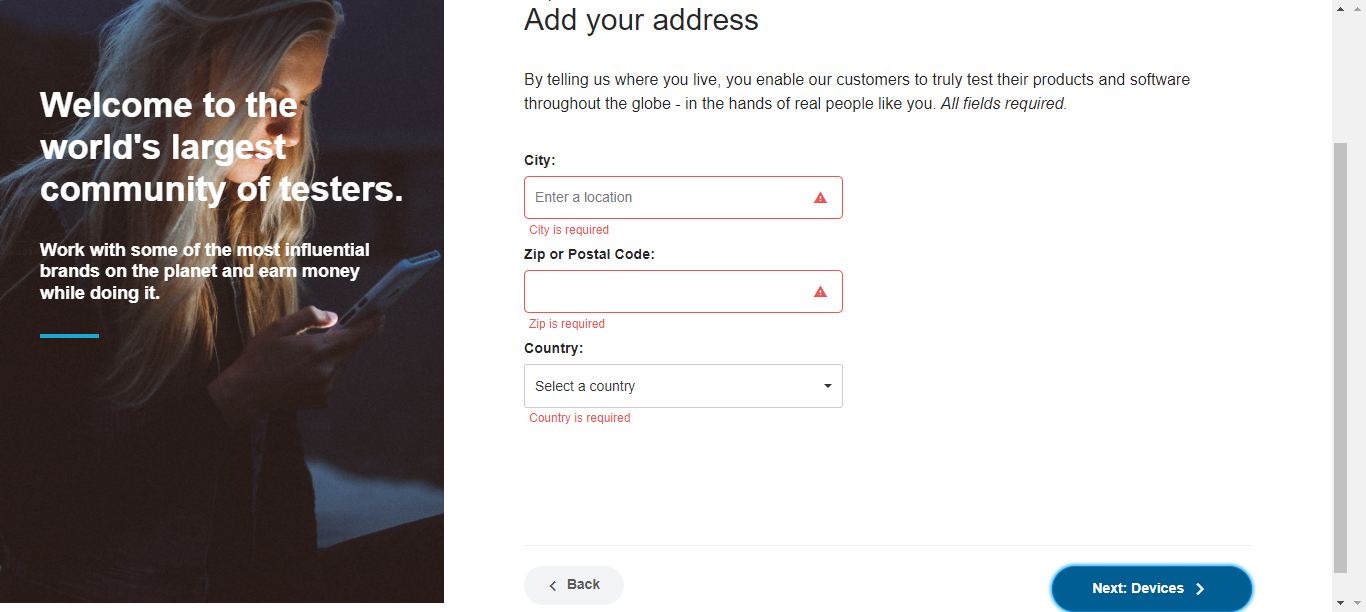 Welcome to the
world's largest
community of testers.
Work with some of the most influential
brands on the planet and earn money
while doing it.
Add your address
By telling us where you live, you enable our customers to truly test their products and software
throughout the globe - in the hands of real people like you. All fields required.
City:
Enter a location
City is required
Zip or Postal Code:
Zip is required
Country:
Select a country
Country is required
Back
Next: Devices